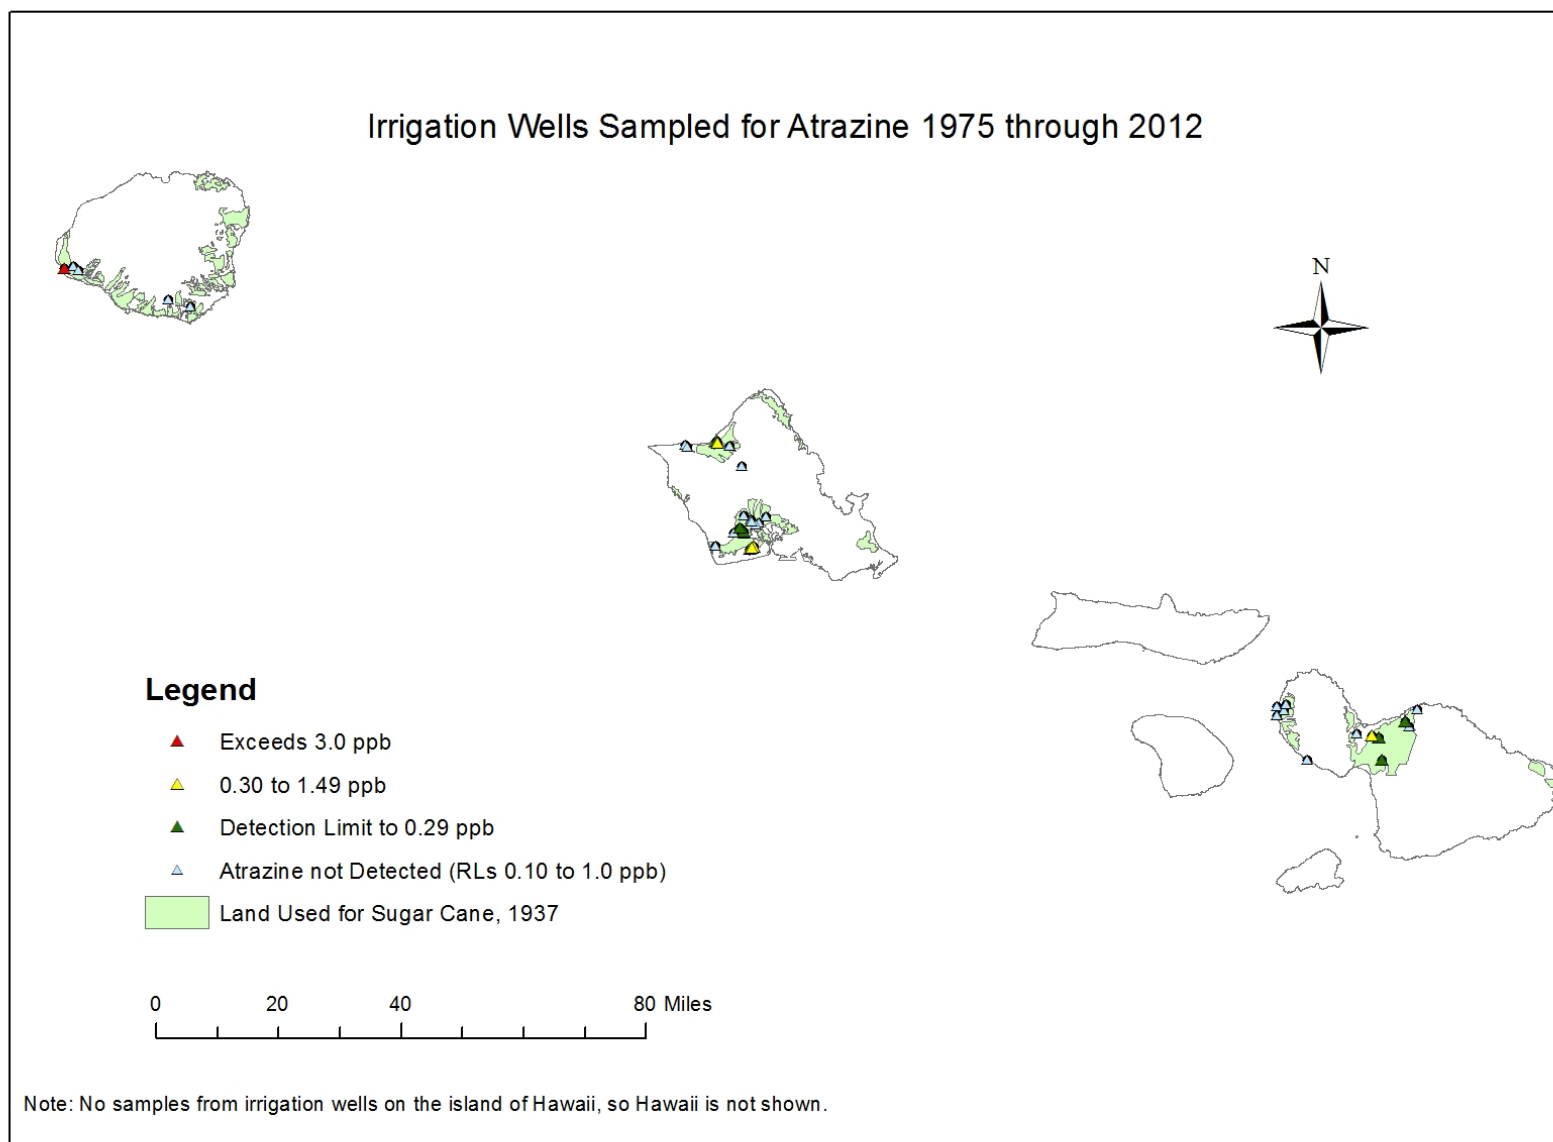 Irrigation Wells Sampled for Atrazine 1975 through 2012
N
Legend
Exceeds 3.0 ppb
0.30 to 1.49 ppb
Detection Limit to 0.29 ppb
Atrazine not Detected (RLs 0.10 to 1.0 ppb)
Land Used for Sugar Cane, 1937
0 20 40 80 Miles
Note: No samples from irrigation wells on the island of Hawaii, so Hawaii is not shown.